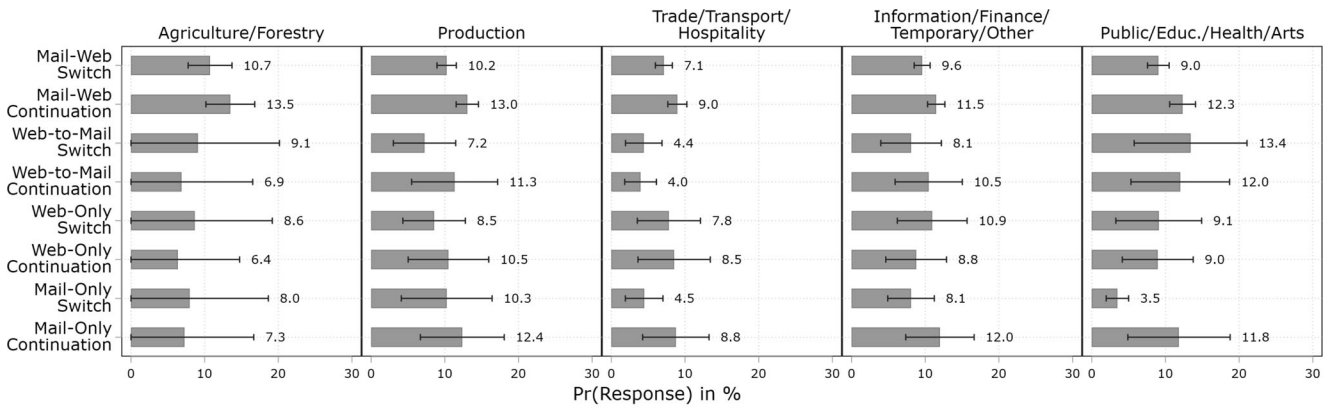 Agriculture/Forestry
Production
Trade/Transport/
Hospitality
Information/Finance/
Temporary/Other
Public/Educ./Health/Arts
Mail-Web
Switch
10.7
10.2
7.1
9.6
9.0
Mail-Web
Continuation
13.5
13.0
9.0
11.5
12.3
Web-to-Mail
Switch
9.1
7.2
4.4
8.1
13.4
Web-to-Mail
Continuation
6.9
11.3
4.0
10.5
12.0
Web-Only
Switch
8.6
8.5
7.8
10.9
9.1
Web-Only
Continuation
6.4
10.5
8.5
8.8
9.0
Mail-Only
Switch
8.0
10.3
4.5
8.1
3.5
Mail-Only
Continuation
7.3
12.4
8.8
12.0
11.8
0 10 20 30
0 10 20 30
0 10 20 30
0 10 20 30
0 10 20 30
Pr(Response) in %